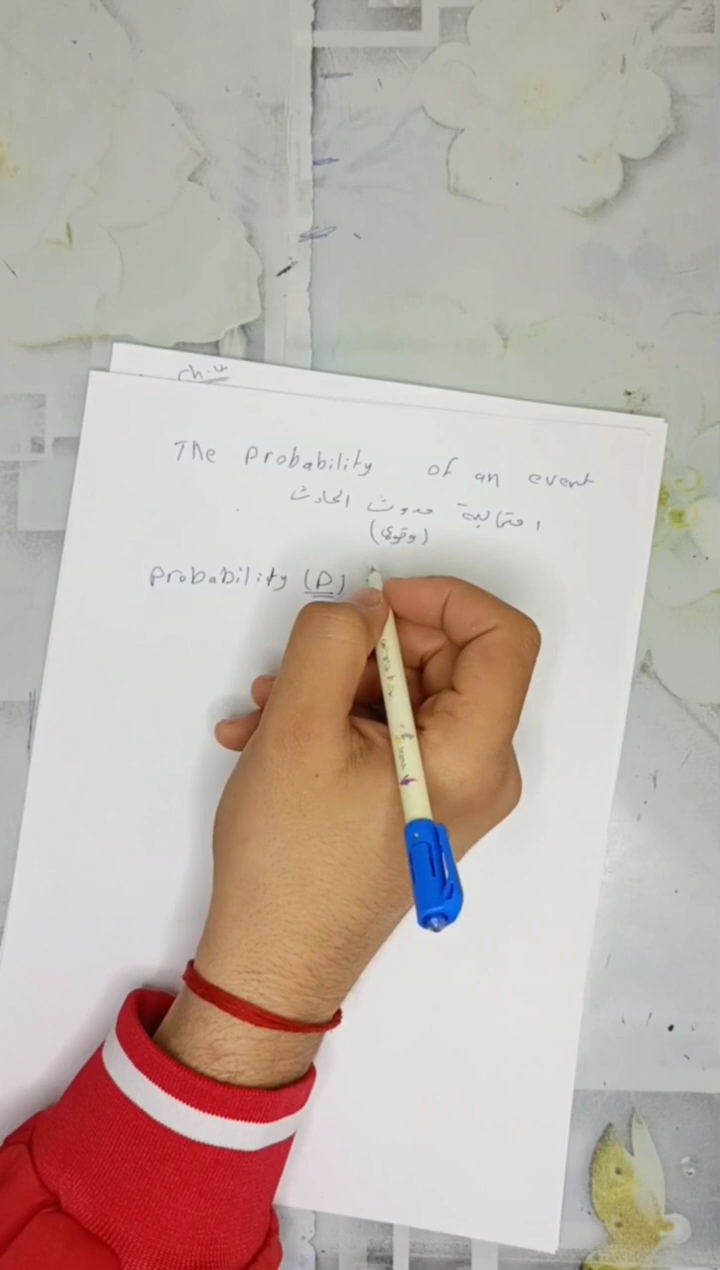 ch.4
The Probability of an event
احتمالية حدوث الحادث
(وقوع)
Probability (P)